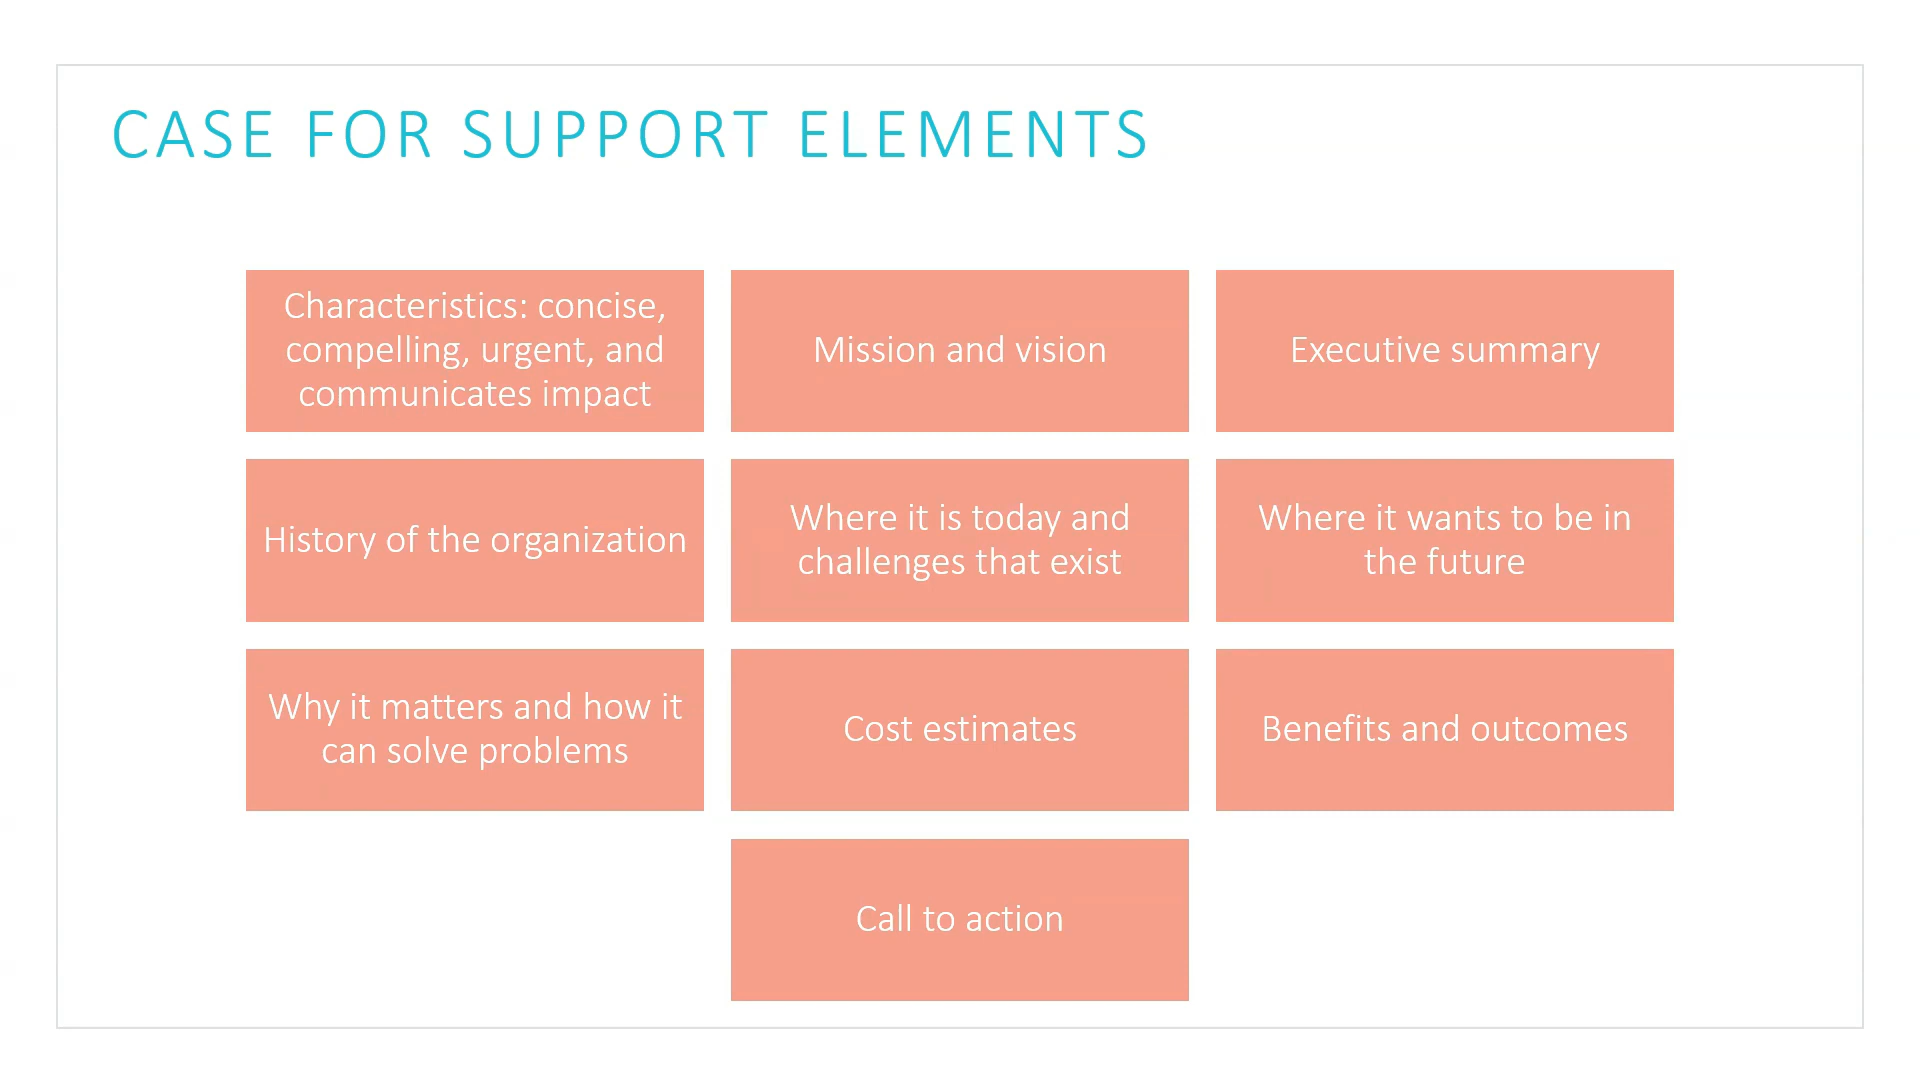 CASE FOR SUPPORT ELEMENTS
Characteristics: concise,
compelling, urgent, and
communicates impact
Mission and vision
Executive summary
History of the organization
Where it is today and
challenges that exist
Where it wants to be in
the future
Why it matters and how it
can solve problems
Cost estimates
Benefits and outcomes
Call to action